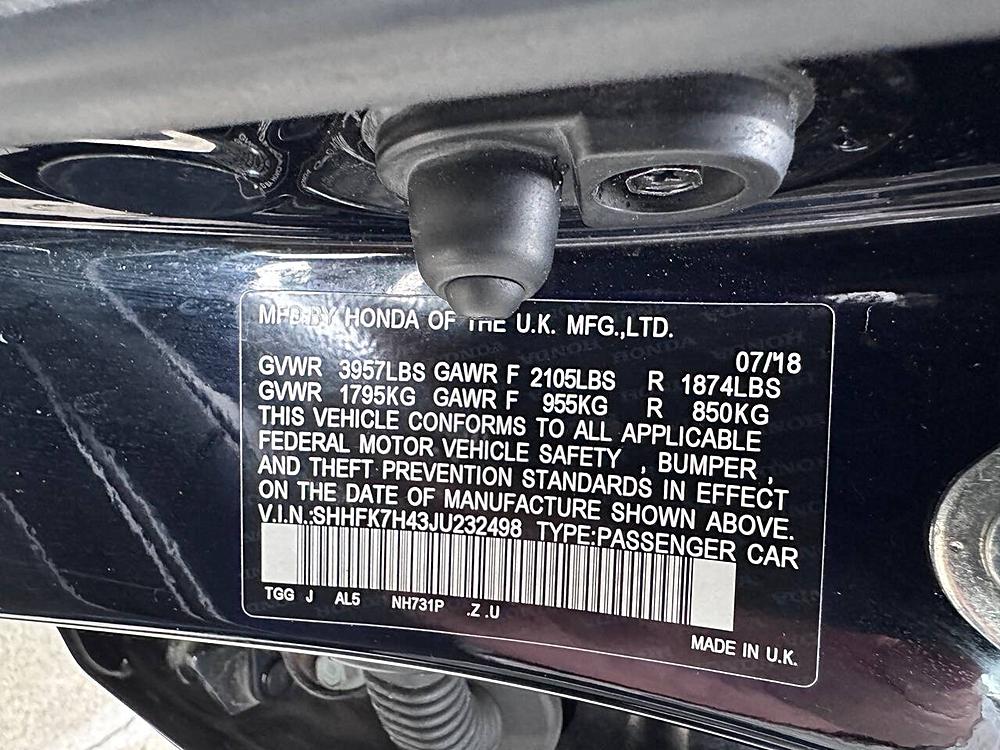 MFD.BY HONDA OF THE U.K. MFG.,LTD.
07/18
GVWR 3957LBS GAWR F 2105LBS R 1874LBS
GVWR 1795KG GAWR F 955KG R 850KG
THIS VEHICLE CONFORMS TO ALL APPLICABLE
FEDERAL MOTOR VEHICLE SAFETY , BUMPER ,
AND THEFT PREVENTION STANDARDS IN EFFECT
ON THE DATE OF MANUFACTURE SHOWN ABOVE.
V.I.N.:SHHFK7H43JU232498 TYPE:PASSENGER CAR
TGG J AL5 NH731P .Z .U
MADE IN U.K.